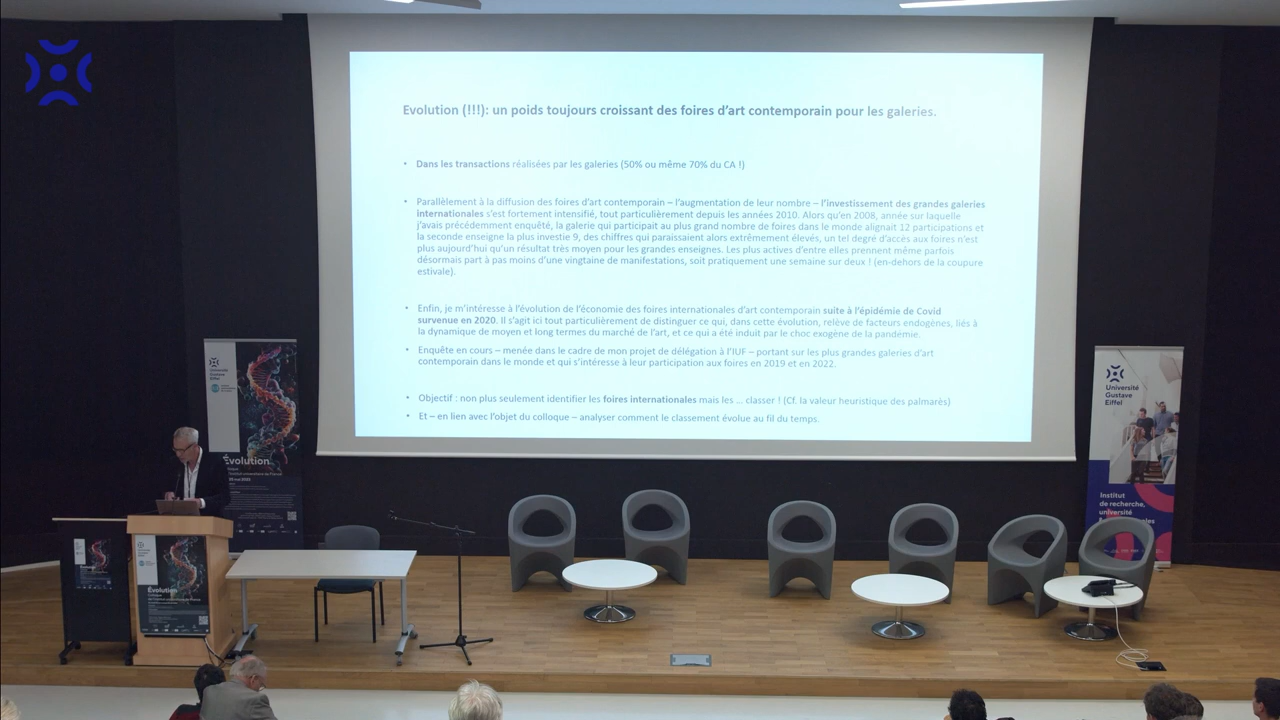 Evolution (!!!): un poids toujours croissant des foires d'art contemporain pour les galeries.
• Dans les transactions réalisées par les galeries (50% ou même 70% du CA !)
• Parallèlement à la diffusion des foires d'art contemporain – l'augmentation de leur nombre – l'investissement des grandes galeries
internationales s'est fortement intensifié, tout particulièrement depuis les années 2010. Alors qu'en 2008, année sur laquelle
j'avais précédemment enquêté, la galerie qui participait au plus grand nombre de foires dans le monde alignait 12 participations et
la seconde enseigne la plus investie 9, des chiffres qui paraissaient alors extrêmement élevés, un tel degré d'accès aux foires n'est
plus aujourd'hui qu'un résultat très moyen pour les grandes enseignes. Les plus actives d'entre elles prennent même parfois
désormais part à pas moins d'une vingtaine de manifestations, soit pratiquement une semaine sur deux ! (en-dehors de la coupure
estivale).
• Enfin, je m'intéresse à l'évolution de l'économie des foires internationales d'art contemporain suite à l'épidémie de Covid
survenue en 2020. Il s'agit ici tout particulièrement de distinguer ce qui, dans cette évolution, relève de facteurs endogènes, liés à
la dynamique de moyen et long termes du marché de l'art, et ce qui a été induit par le choc exogène de la pandémie.
• Enquête en cours – menée dans le cadre de mon projet de délégation à l'IUF – portant sur les plus grandes galeries d'art
contemporain dans le monde et qui s'intéresse à leur participation aux foires en 2019 et en 2022.
• Objectif : non plus seulement identifier les foires internationales mais les ... classer ! (Cf. la valeur heuristique des palmarès)
• Et – en lien avec l'objet du colloque – analyser comment le classement évolue au fil du temps.
Université
Gustave
Eiffel
Évolution
Université
Gustave
Eiffel
Institut
de recherche,
université
Évolution